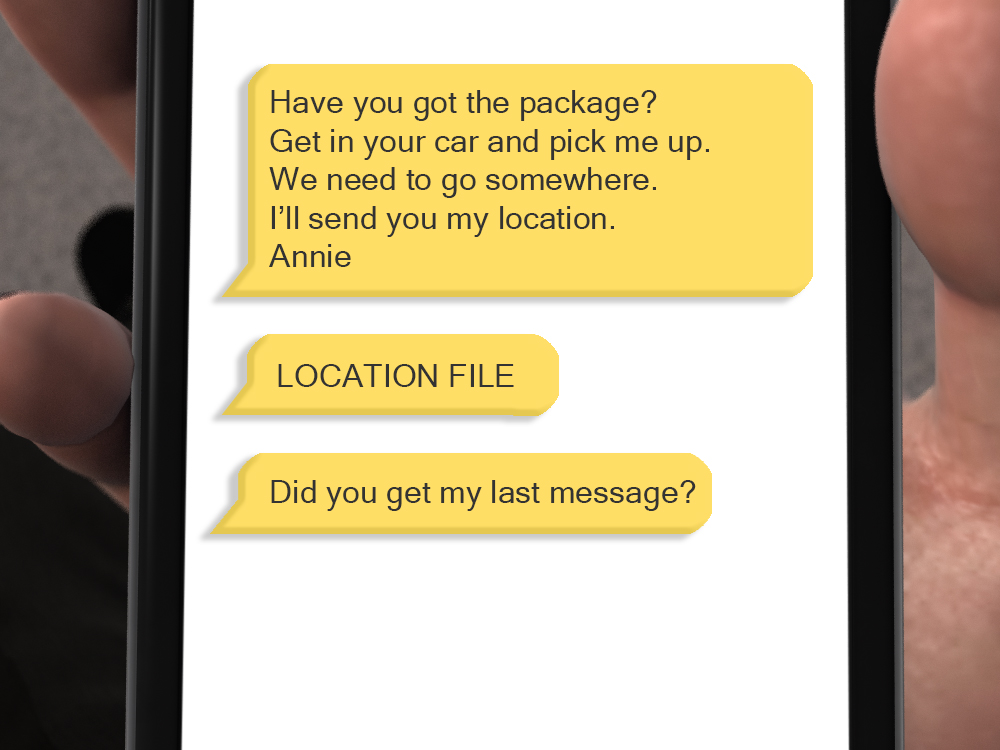 Have you got the package?
Get in your car and pick me up.
We need to go somewhere.
I’ll send you my location.
Annie
LOCATION FILE
Did you get my last message?